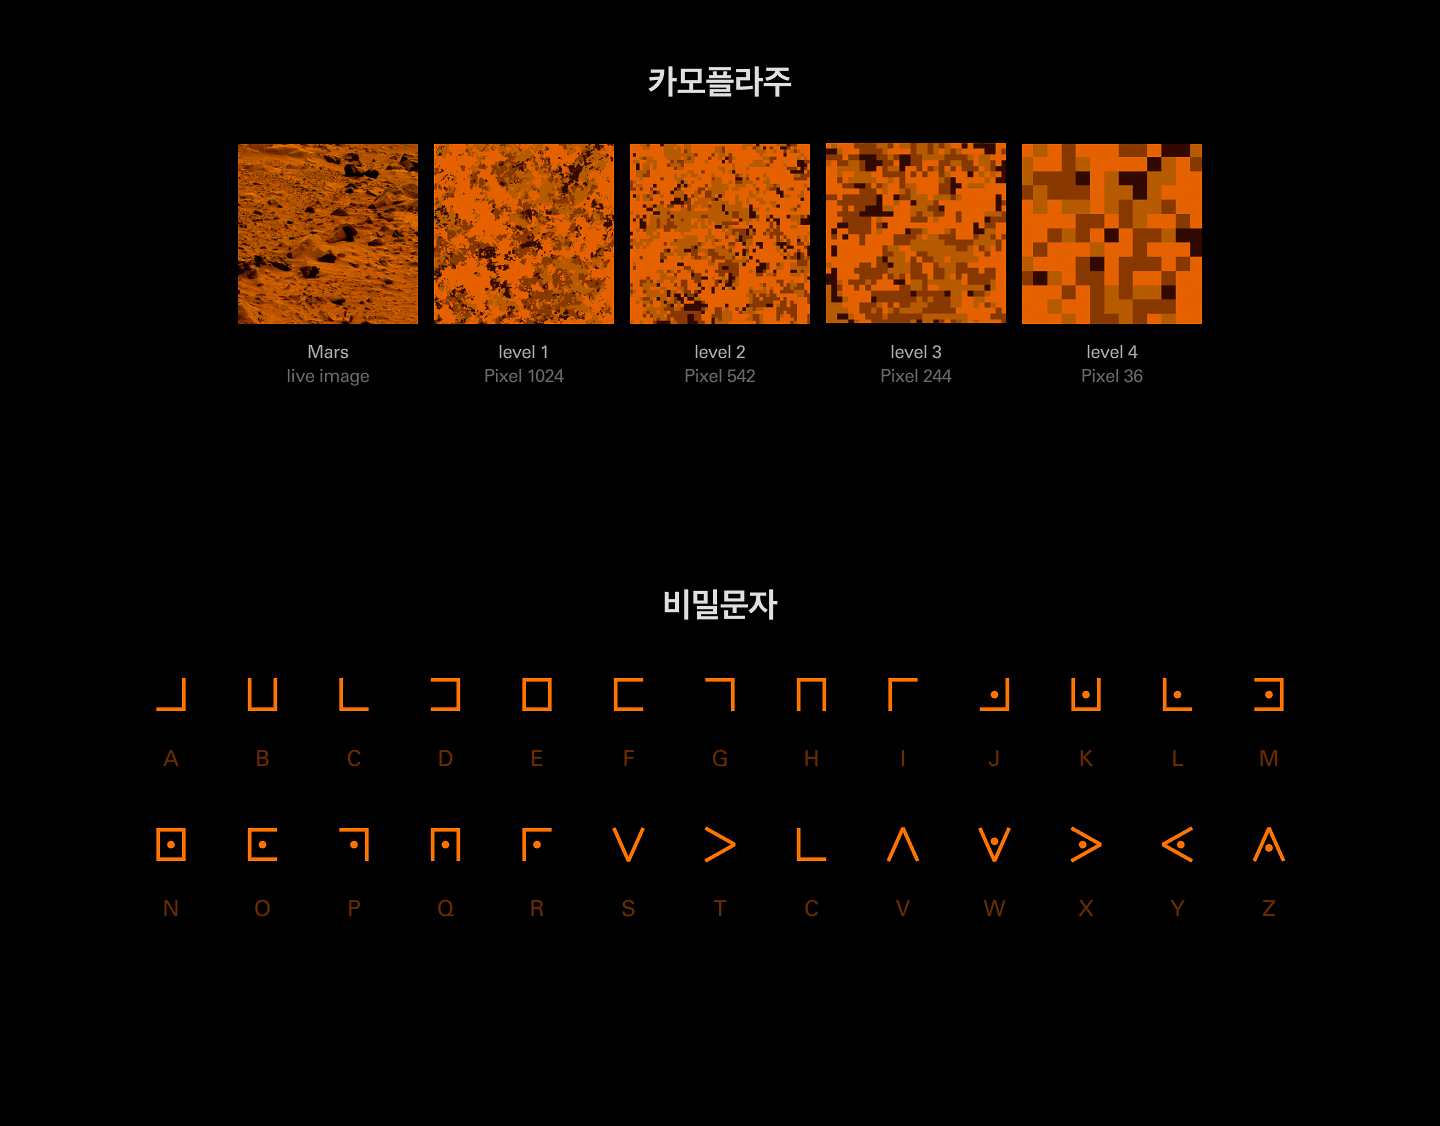 카모플라주
Mars
live image
level 1
Pixel 1024
level 2
Pixel 542
level 3
Pixel 244
level 4
Pixel 36
비밀문자
A B C D E F G H I J K L M
N O P Q R S T C V W X Y Z